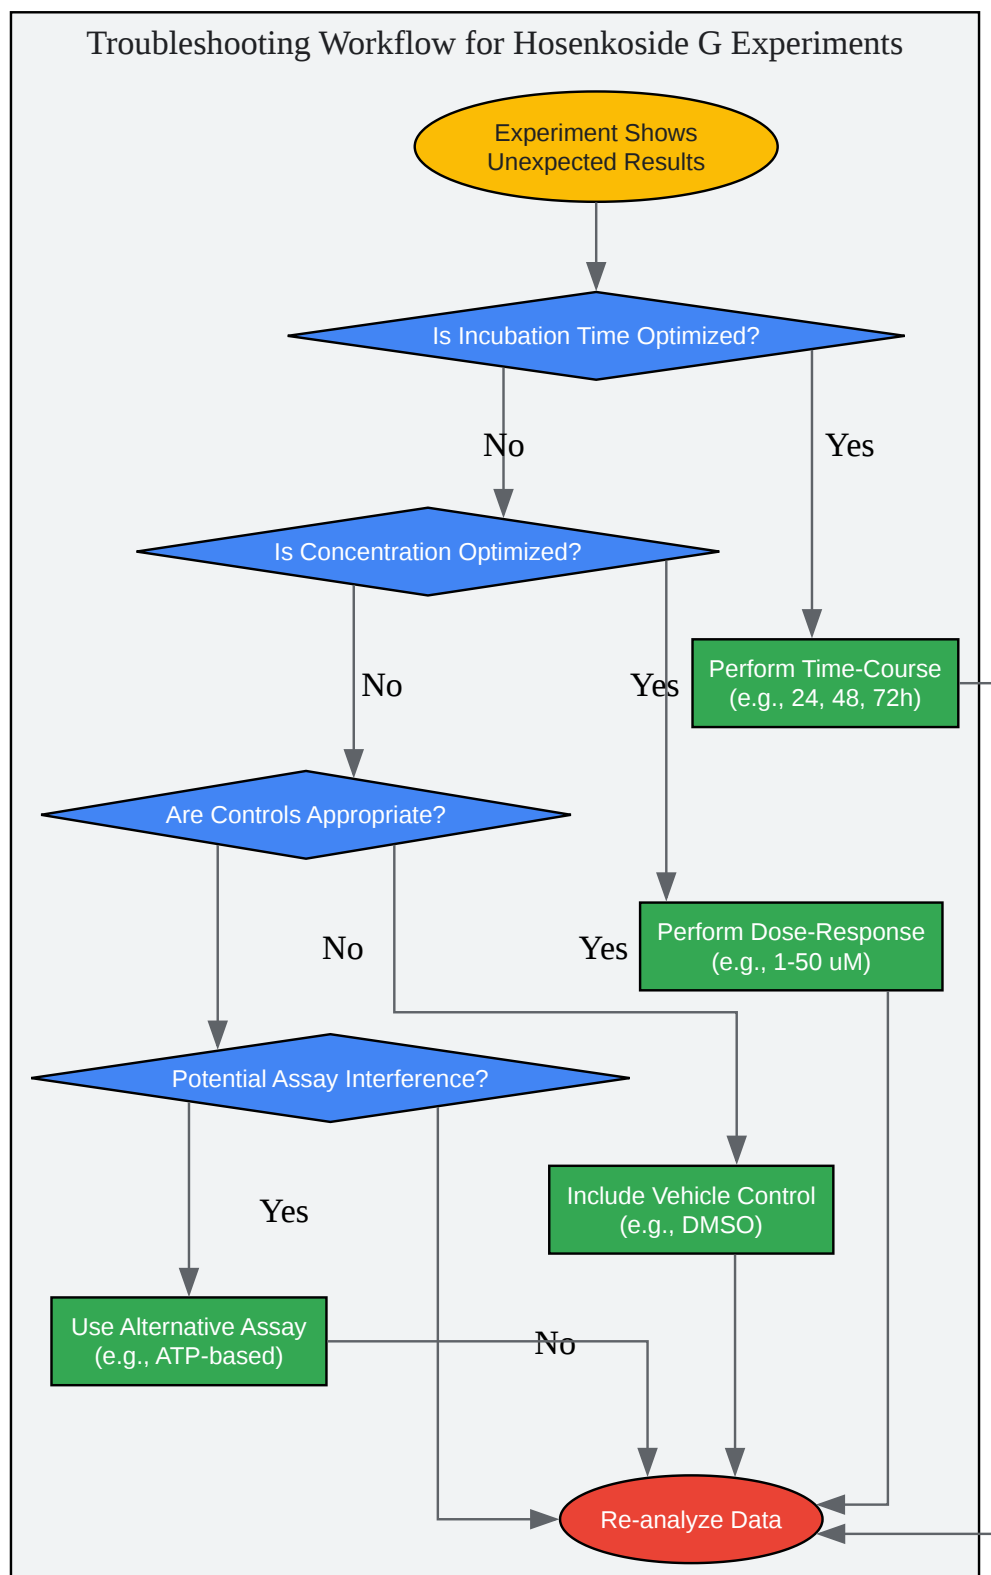 Troubleshooting Workflow for Hosenkoside G Experiments
Experiment Shows
Unexpected Results
Is Incubation Time Optimized?
No
Yes
Is Concentration Optimized?
Perform Time-Course
(e.g., 24, 48, 72h)
No
Yes
Are Controls Appropriate?
No
Yes
Perform Dose-Response
(e.g., 1-50 uM)
Potential Assay Interference?
Yes
Include Vehicle Control
(e.g., DMSO)
Use Alternative Assay
(e.g., ATP-based)
No
Re-analyze Data